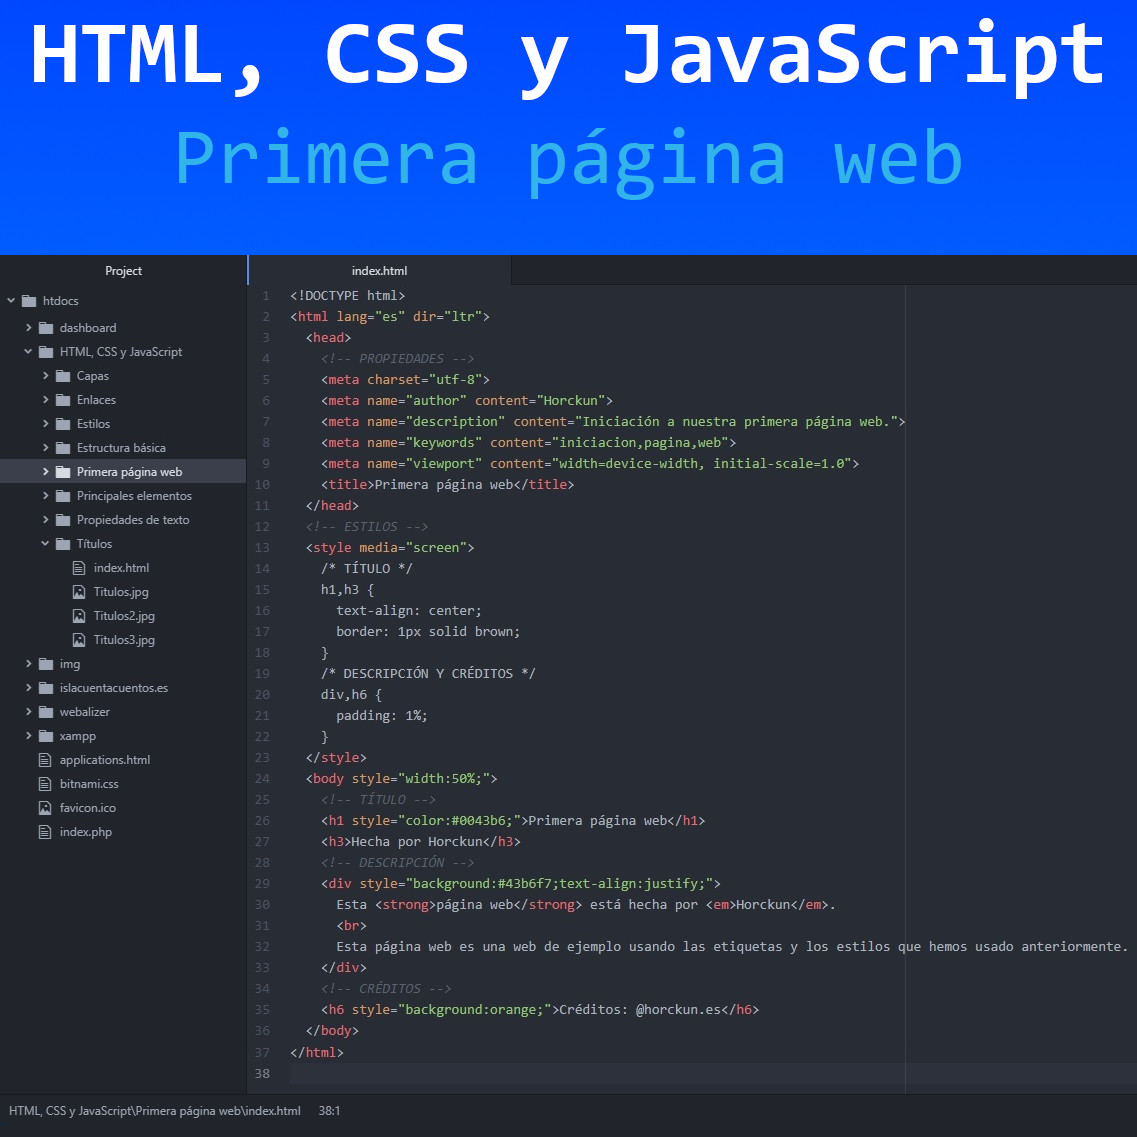 HTML, CSS y JavaScript
Primera página web
Project
htdocs
dashboard
HTML, CSS y JavaScript
Capas
Enlaces
Estilos
Estructura básica
Primera página web
Principales elementos
Propiedades de texto
Títulos
index.html
Titulos.jpg
Titulos2.jpg
Titulos3.jpg
img
islacuentacuentos.es
webalizer
xampp
applications.html
bitnami.css
favicon.ico
index.php
index.html
1 <!DOCTYPE html>
2 <html lang="es" dir="ltr">
3 <head>
4 <!-- PROPIEDADES -->
5 <meta charset="utf-8">
6 <meta name="author" content="Horckun">
7 <meta name="description" content="Iniciación a nuestra primera página web.">
8 <meta name="keywords" content="iniciacion,pagina,web">
9 <meta name="viewport" content="width=device-width, initial-scale=1.0">
10 <title>Primera página web</title>
11 </head>
12 <!-- ESTILOS -->
13 <style media="screen">
14 /* TÍTULO */
15 h1,h3 {
16 text-align: center;
17 border: 1px solid brown;
18 }
19 /* DESCRIPCIÓN Y CRÉDITOS */
20 div,h6 {
21 padding: 1%;
22 }
23 </style>
24 <body style="width:50%;">
25 <!-- TÍTULO -->
26 <h1 style="color:#0043b6;">Primera página web</h1>
27 <h3>Hecha por Horckun</h3>
28 <!-- DESCRIPCIÓN -->
29 <div style="background:#43b6f7;text-align:justify;">
30 Esta <strong>página web</strong> está hecha por <em>Horckun</em>.
31 <br>
32 Esta página web es una web de ejemplo usando las etiquetas y los estilos que hemos usado anteriormente.
33 </div>
34 <!-- CRÉDITOS -->
35 <h6 style="background:orange;">Créditos: @horckun.es</h6>
36 </body>
37 </html>
38
HTML, CSS y JavaScript\Primera página web\index.html 38:1